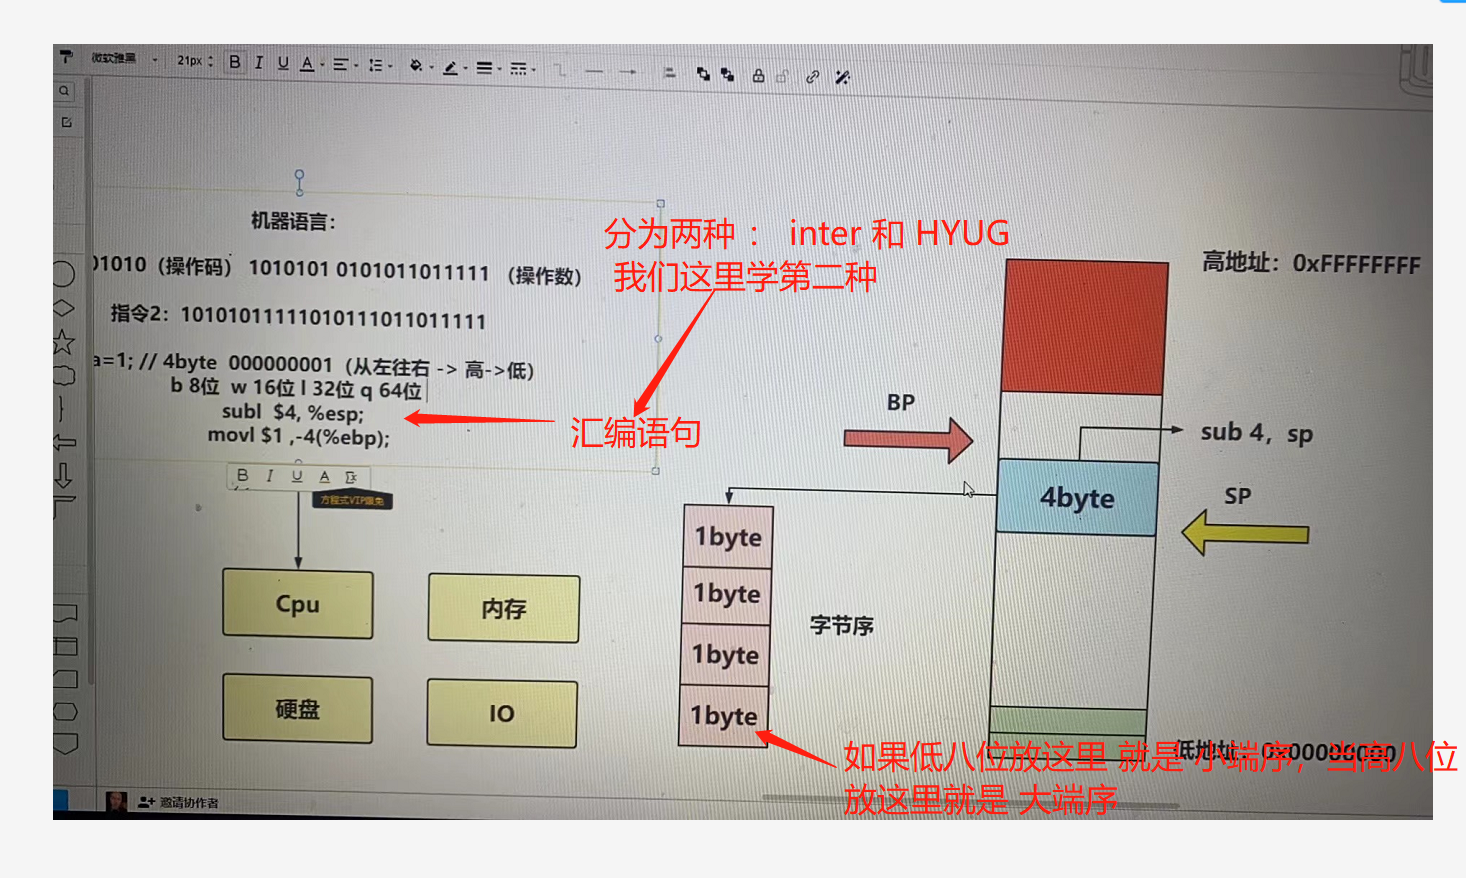 微软雅黑 21px B I U A
机器语言：
01010（操作码） 1010101 0101011011111 （操作数）
指令2：10101011111010111011011111
a=1; // 4byte 000000001（从左往右 -> 高->低）
b 8位 w 16位 l 32位 q 64位
subl $4, %esp;
movl $1 ,-4(%ebp);
分为两种： inter 和 HYUG
我们这里学第二种
汇编语句
B I U A
方程式VIP限免
Cpu
内存
硬盘
IO
高地址：0xFFFFFFFF
BP
sub 4，sp
4byte
SP
1byte
1byte
1byte
1byte
字节序
低地址：0x00000000
如果低八位放这里 就是 小端序，当高八位
放这里就是 大端序
邀请协作者